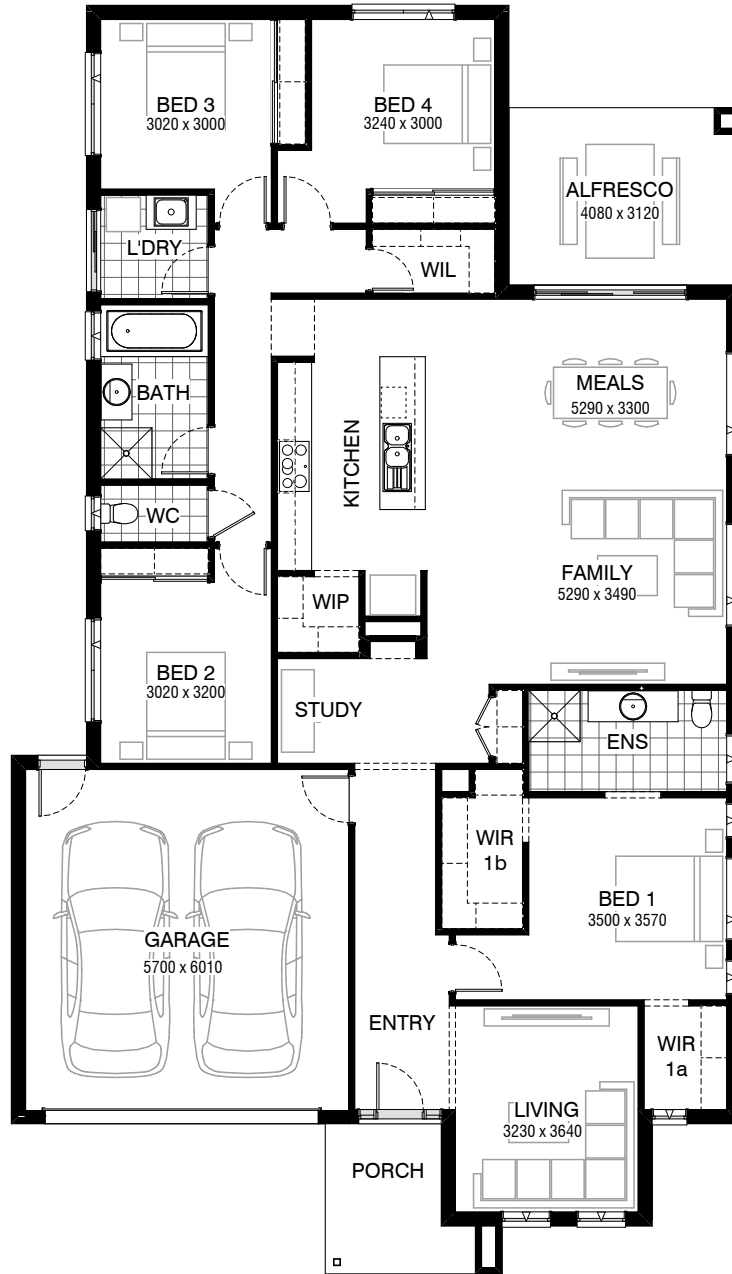 BED 3
3020 x 3000
BED 4
3240 x 3000
ALFRESCO
4080 x 3120
L'DRY
WIL
BATH
MEALS
5290 x 3300
KITCHEN
WC
FAMILY
5290 x 3490
WIP
BED 2
3020 x 3200
STUDY
ENS
WIR
1b
BED 1
3500 x 3570
GARAGE
5700 x 6010
ENTRY
WIR
1a
LIVING
3230 x 3640
PORCH